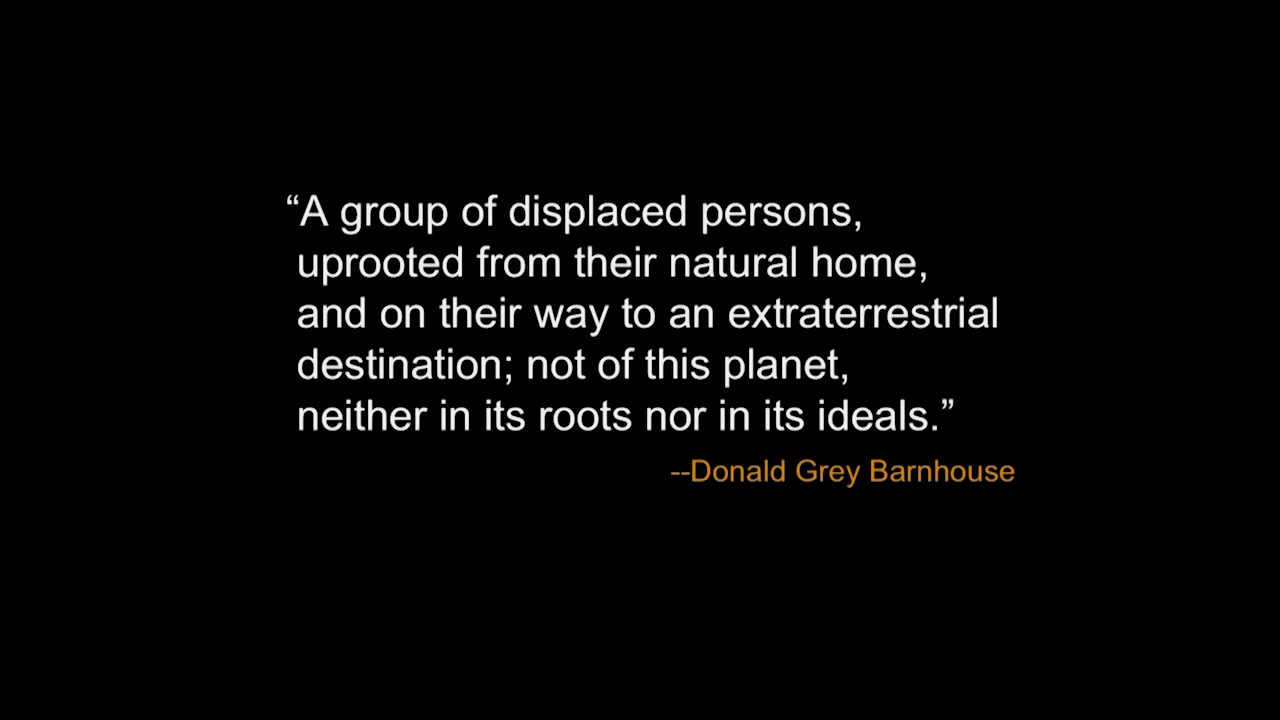 “A group of displaced persons,
uprooted from their natural home,
and on their way to an extraterrestrial
destination; not of this planet,
neither in its roots nor in its ideals.”
--Donald Grey Barnhouse